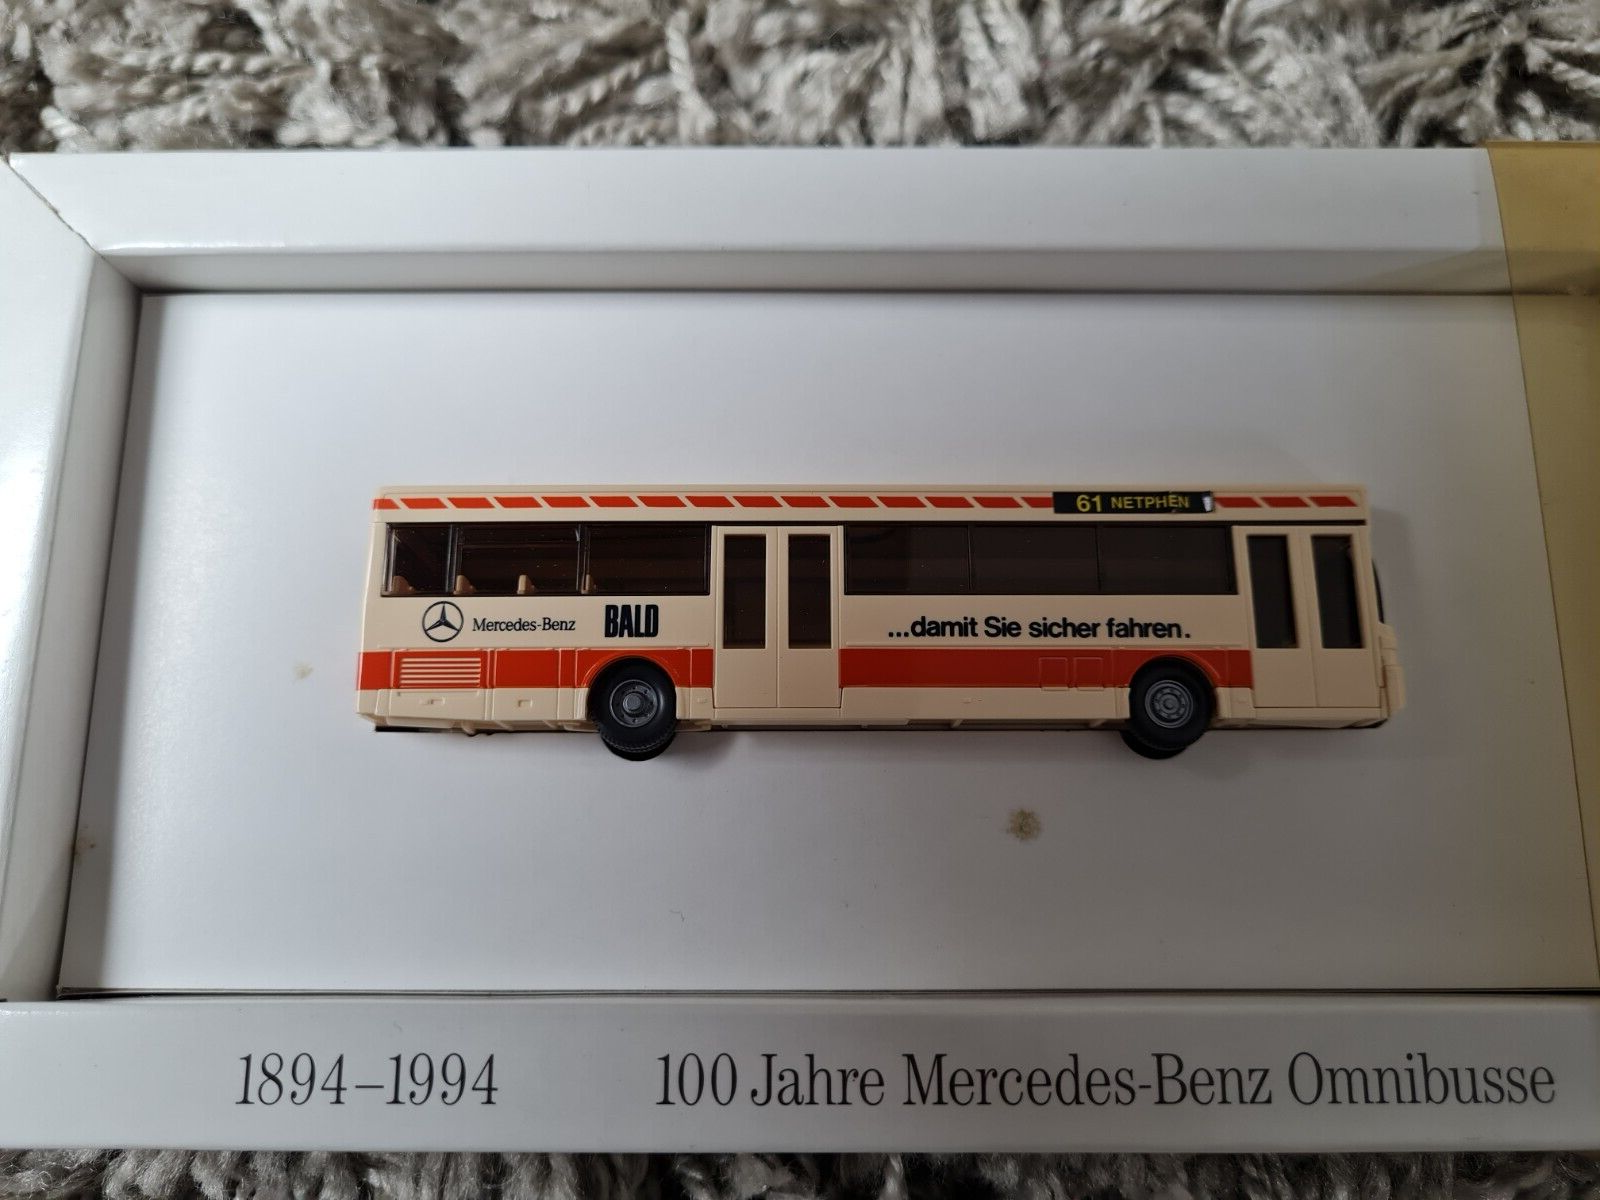 61 NETPHEN
Mercedes-Benz BALD
...damit Sie sicher fahren.
1894–1994 100 Jahre Mercedes-Benz Omnibusse